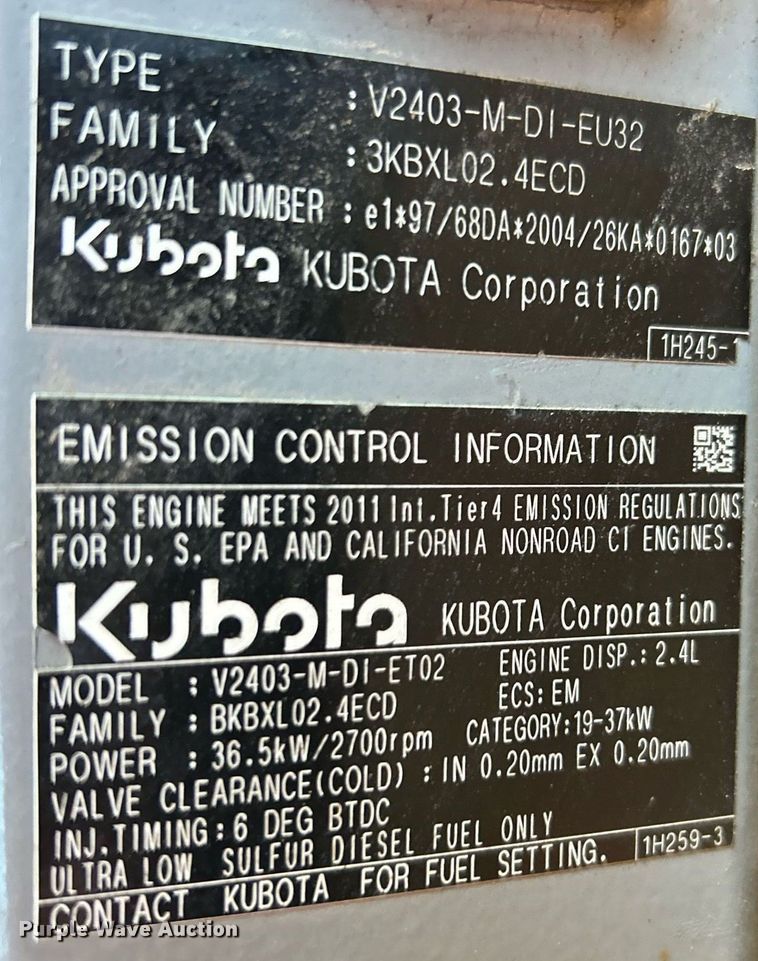 TYPE : V2403-M-DI-EU32
FAMILY : 3KBXL02.4ECD
APPROVAL NUMBER : e1*97/68DA*2004/26KA*0167*03
Kubota KUBOTA Corporation
1H245-1
EMISSION CONTROL INFORMATION
THIS ENGINE MEETS 2011 Int.Tier4 EMISSION REGULATIONS
FOR U. S. EPA AND CALIFORNIA NONROAD CI ENGINES.
Kubota KUBOTA Corporation
MODEL : V2403-M-DI-ET02 ENGINE DISP.: 2.4L
FAMILY : BKBXL02.4ECD ECS: EM
POWER : 36.5kW/2700rpm CATEGORY:19-37kW
VALVE CLEARANCE(COLD) : IN 0.20mm EX 0.20mm
INJ.TIMING:6 DEG BTDC
ULTRA LOW SULFUR DIESEL FUEL ONLY
CONTACT KUBOTA FOR FUEL SETTING. 1H259-3
Purple Wave Auction